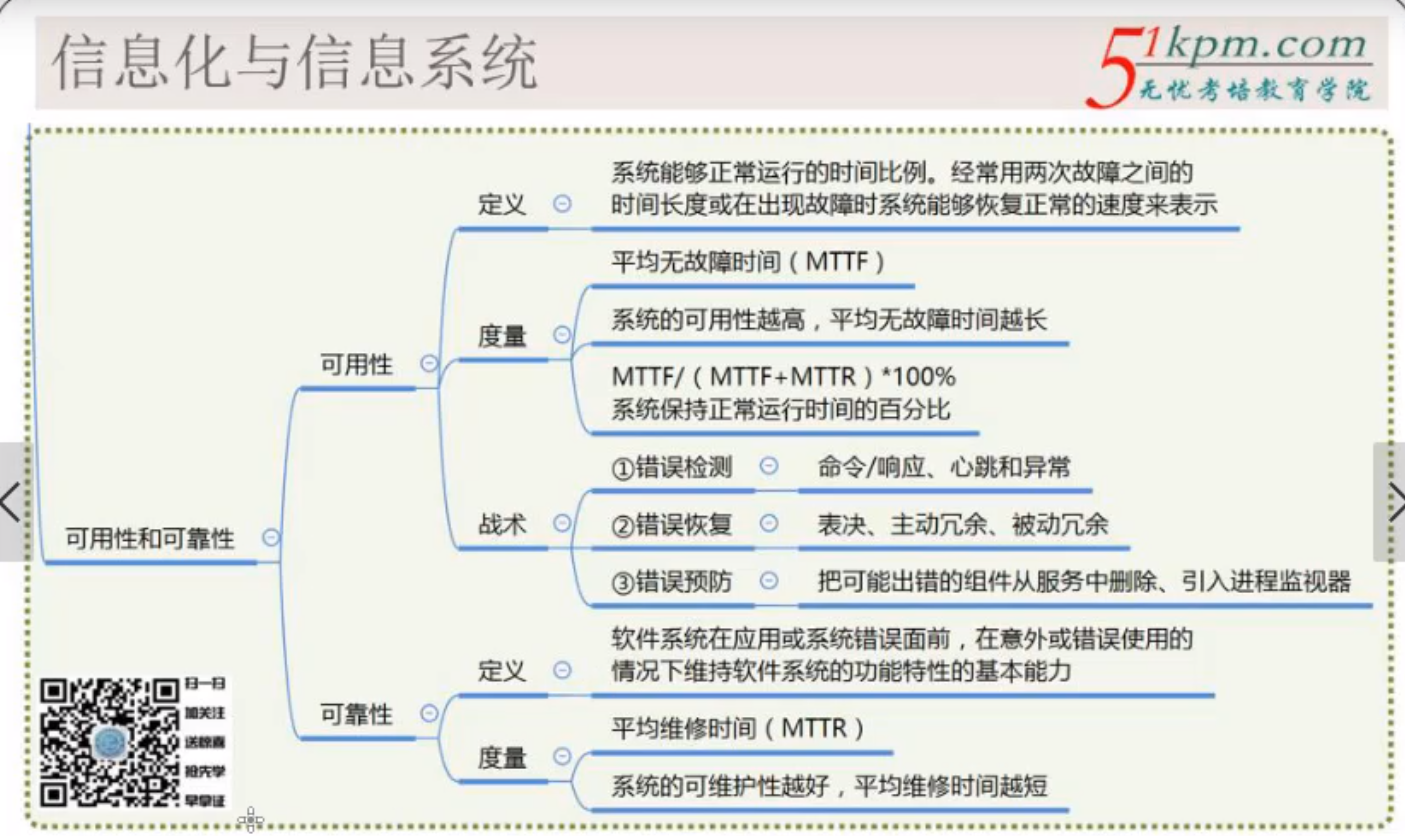 信息化与信息系统
51kpm.com
无忧考培教育学院
系统能够正常运行的时间比例。经常用两次故障之间的
定义
时间长度或在出现故障时系统能够恢复正常的速度来表示
平均无故障时间（MTTF）
度量
系统的可用性越高，平均无故障时间越长
可用性
MTTF/（MTTF+MTTR）*100%
系统保持正常运行时间的百分比
①错误检测
命令/响应、心跳和异常
战术
②错误恢复
表决、主动冗余、被动冗余
③错误预防
把可能出错的组件从服务中删除、引入进程监视器
可用性和可靠性
软件系统在应用或系统错误面前，在意外或错误使用的
定义
情况下维持软件系统的功能特性的基本能力
可靠性
平均维修时间（MTTR）
度量
系统的可维护性越好，平均维修时间越短
扫一扫
加关注
送惊喜
抢先学
早拿证